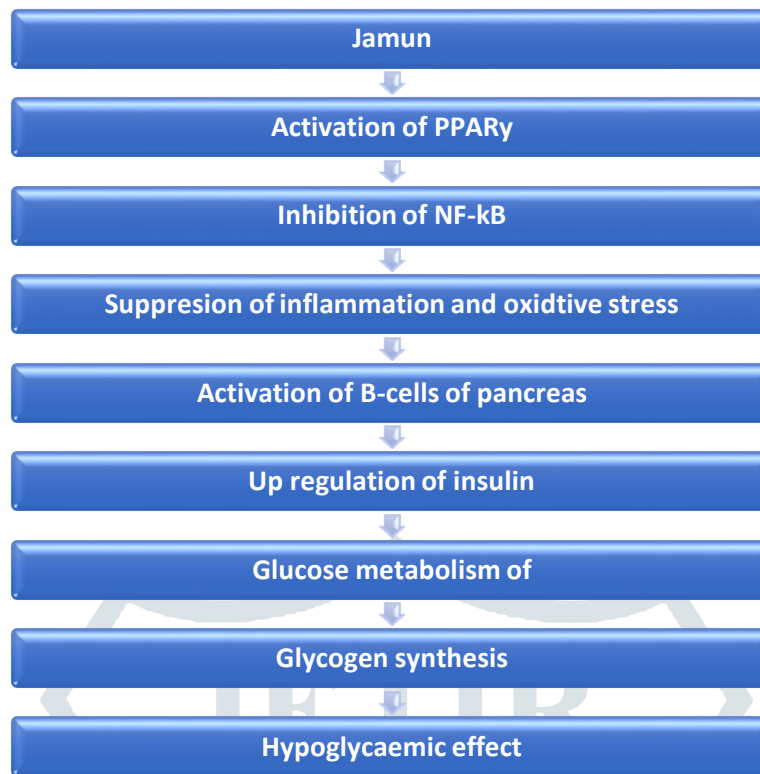 Jamun
Activation of PPARy
Inhibition of NF-kB
Suppresion of inflammation and oxidtive stress
Activation of B-cells of pancreas
Up regulation of insulin
Glucose metabolism of
Glycogen synthesis
Hypoglycaemic effect